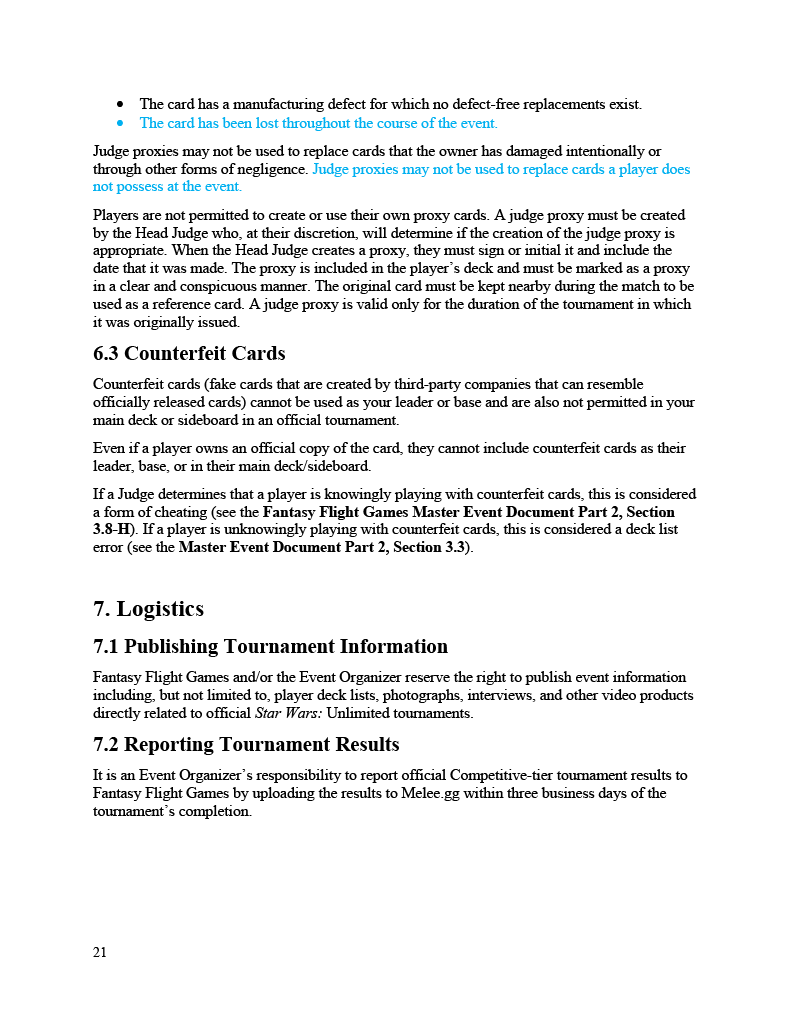 • The card has a manufacturing defect for which no defect-free replacements exist.
• The card has been lost throughout the course of the event.
Judge proxies may not be used to replace cards that the owner has damaged intentionally or
through other forms of negligence. Judge proxies may not be used to replace cards a player does
not possess at the event.
Players are not permitted to create or use their own proxy cards. A judge proxy must be created
by the Head Judge who, at their discretion, will determine if the creation of the judge proxy is
appropriate. When the Head Judge creates a proxy, they must sign or initial it and include the
date that it was made. The proxy is included in the player’s deck and must be marked as a proxy
in a clear and conspicuous manner. The original card must be kept nearby during the match to be
used as a reference card. A judge proxy is valid only for the duration of the tournament in which
it was originally issued.
6.3 Counterfeit Cards
Counterfeit cards (fake cards that are created by third-party companies that can resemble
officially released cards) cannot be used as your leader or base and are also not permitted in your
main deck or sideboard in an official tournament.
Even if a player owns an official copy of the card, they cannot include counterfeit cards as their
leader, base, or in their main deck/sideboard.
If a Judge determines that a player is knowingly playing with counterfeit cards, this is considered
a form of cheating (see the Fantasy Flight Games Master Event Document Part 2, Section
3.8-H). If a player is unknowingly playing with counterfeit cards, this is considered a deck list
error (see the Master Event Document Part 2, Section 3.3).
7. Logistics
7.1 Publishing Tournament Information
Fantasy Flight Games and/or the Event Organizer reserve the right to publish event information
including, but not limited to, player deck lists, photographs, interviews, and other video products
directly related to official Star Wars: Unlimited tournaments.
7.2 Reporting Tournament Results
It is an Event Organizer’s responsibility to report official Competitive-tier tournament results to
Fantasy Flight Games by uploading the results to Melee.gg within three business days of the
tournament’s completion.
21